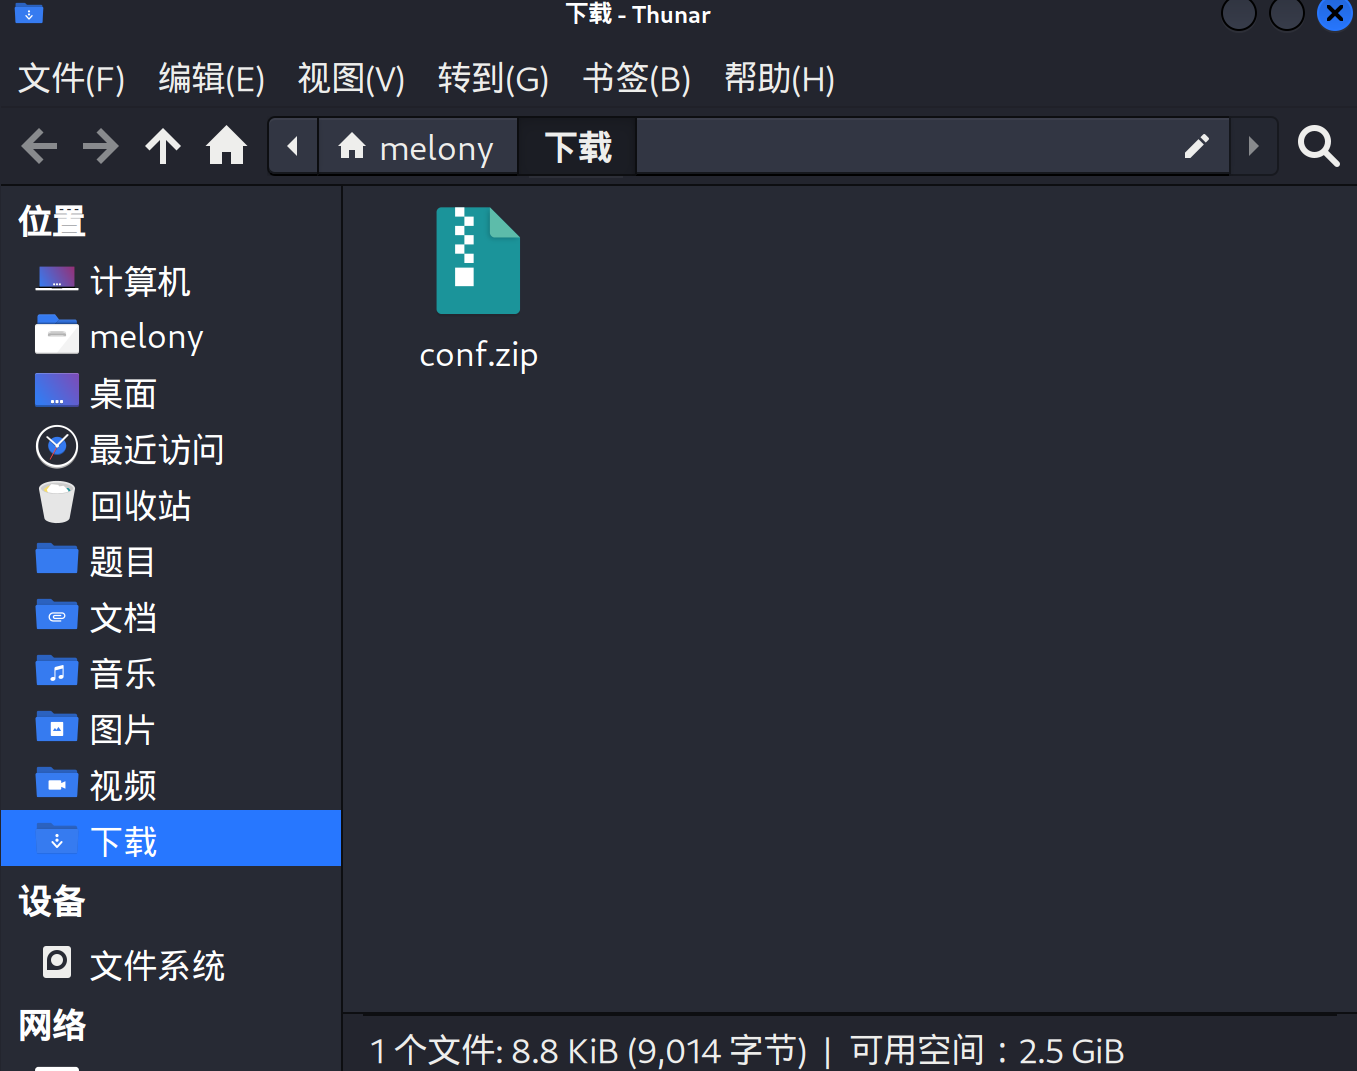 下载 - Thunar
文件(F) 编辑(E) 视图(V) 转到(G) 书签(B) 帮助(H)
melony 下载
位置
计算机
melony
桌面
最近访问
回收站
题目
文档
音乐
图片
视频
下载
设备
文件系统
网络
conf.zip
1 个文件: 8.8 KiB (9,014 字节) | 可用空间：2.5 GiB